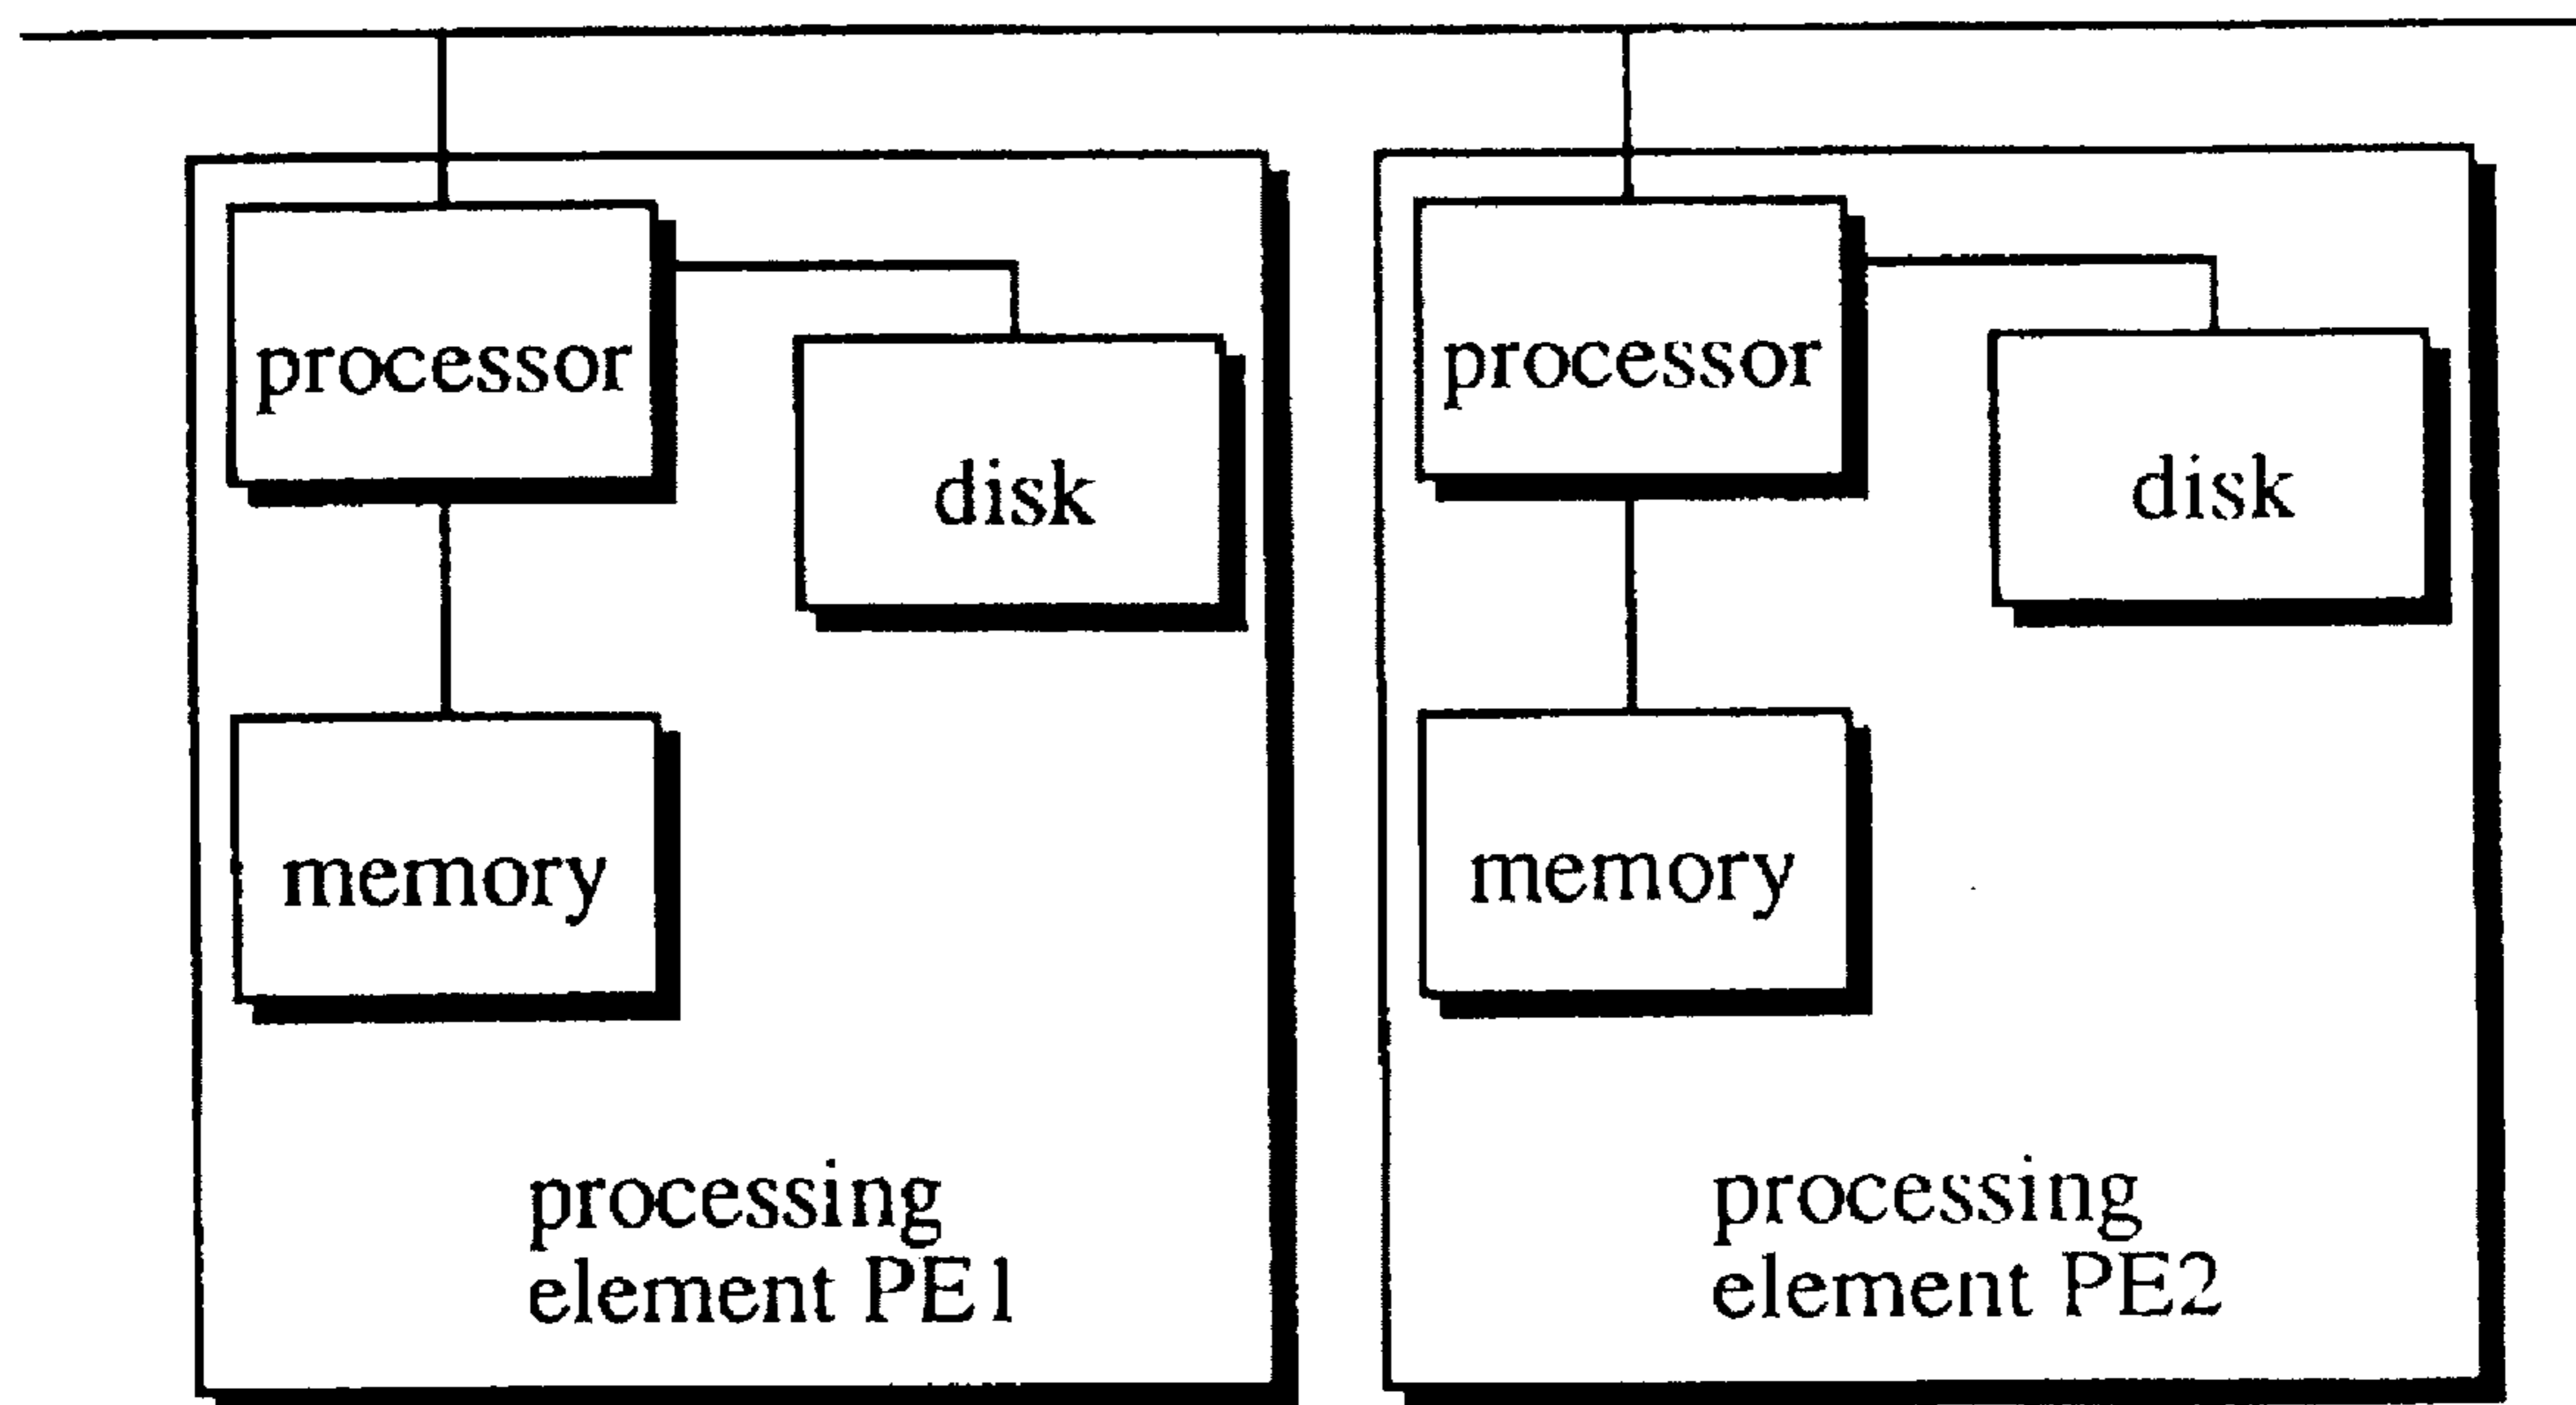 processor
disk
memory
processing
element PE1
processor
disk
memory
processing
element PE2